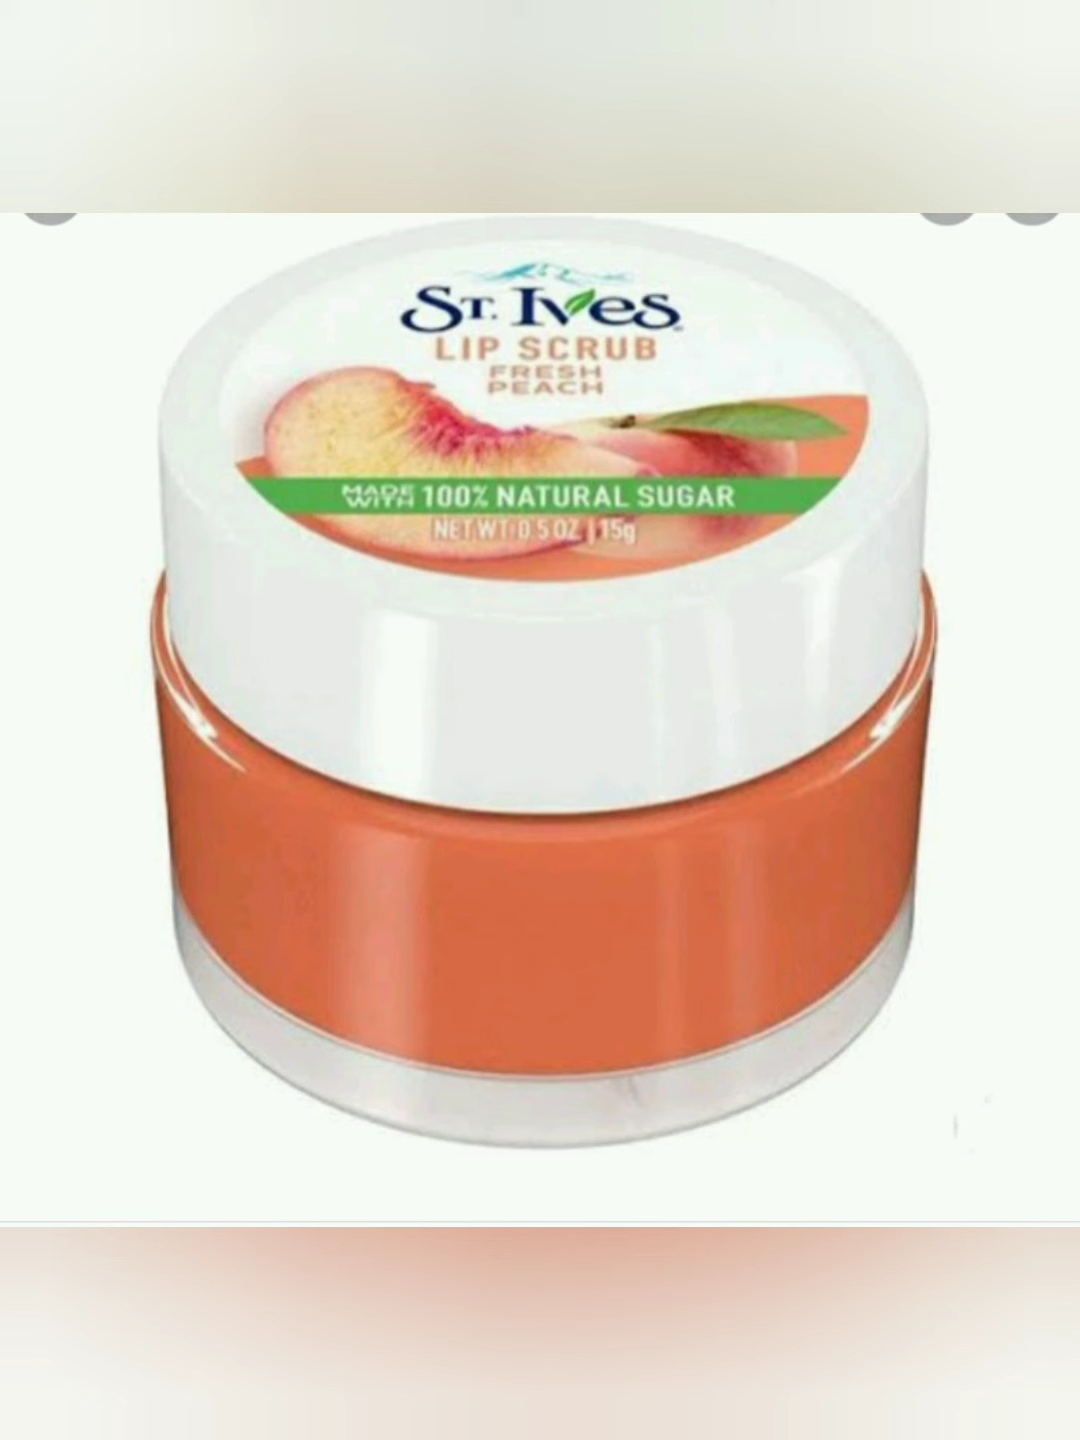 ST. IVES
LIP SCRUB
FRESH
PEACH
MADE WITH 100% NATURAL SUGAR
NET WT 0.5 OZ | 15g